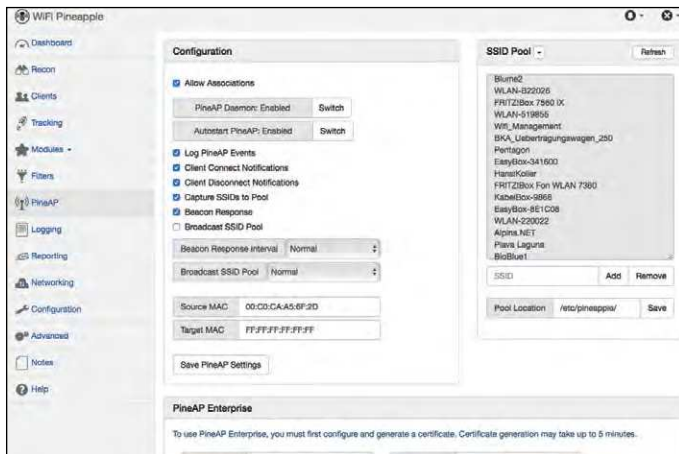 WiFi Pineapple
Dashboard
Recon
Clients
Tracking
Modules
Filters
PineAP
Logging
Reporting
Networking
Configuration
Advanced
Notes
Help
Configuration
Allow Associations
PineAP Daemon: Enabled Switch
Autostart PineAP: Enabled Switch
Log PineAP Events
Client Connect Notifications
Client Disconnect Notifications
Capture SSIDs to Pool
Beacon Response
Broadcast SSID Pool
Beacon Response Interval Normal
Broadcast SSID Pool Normal
Source MAC 00:C0:CA:A5:6F:2D
Target MAC FF:FF:FF:FF:FF:FF
Save PineAP Settings
SSID Pool Refresh
Blume2
WLAN-B22026
FRITZ!Box 7560 IX
WLAN-519855
Wifi_Management
BKA_Uebertragungswagen_250
Pentagon
EasyBox-341600
HanstKoller
FRITZ!Box Fon WLAN 7360
KabelBox-9868
EasyBox-8E1C08
WLAN-220022
Alpina.NET
Plava Laguna
BioBlue1
SSID Add Remove
Pool Location /etc/pineapple/ Save
PineAP Enterprise
To use PineAP Enterprise, you must first configure and generate a certificate. Certificate generation may take up to 5 minutes.